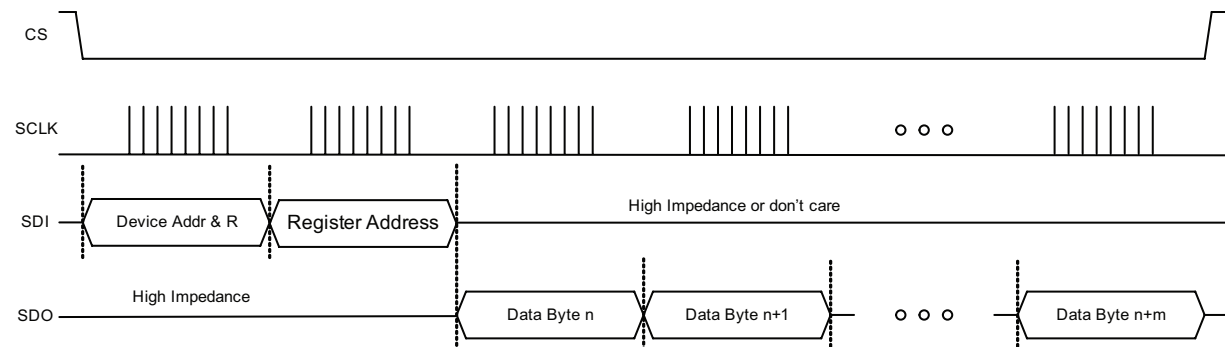 CS
SCLK
SDI
Device Addr & R
Register Address
High Impedance or don't care
SDO
High Impedance
Data Byte n
Data Byte n+1
Data Byte n+m